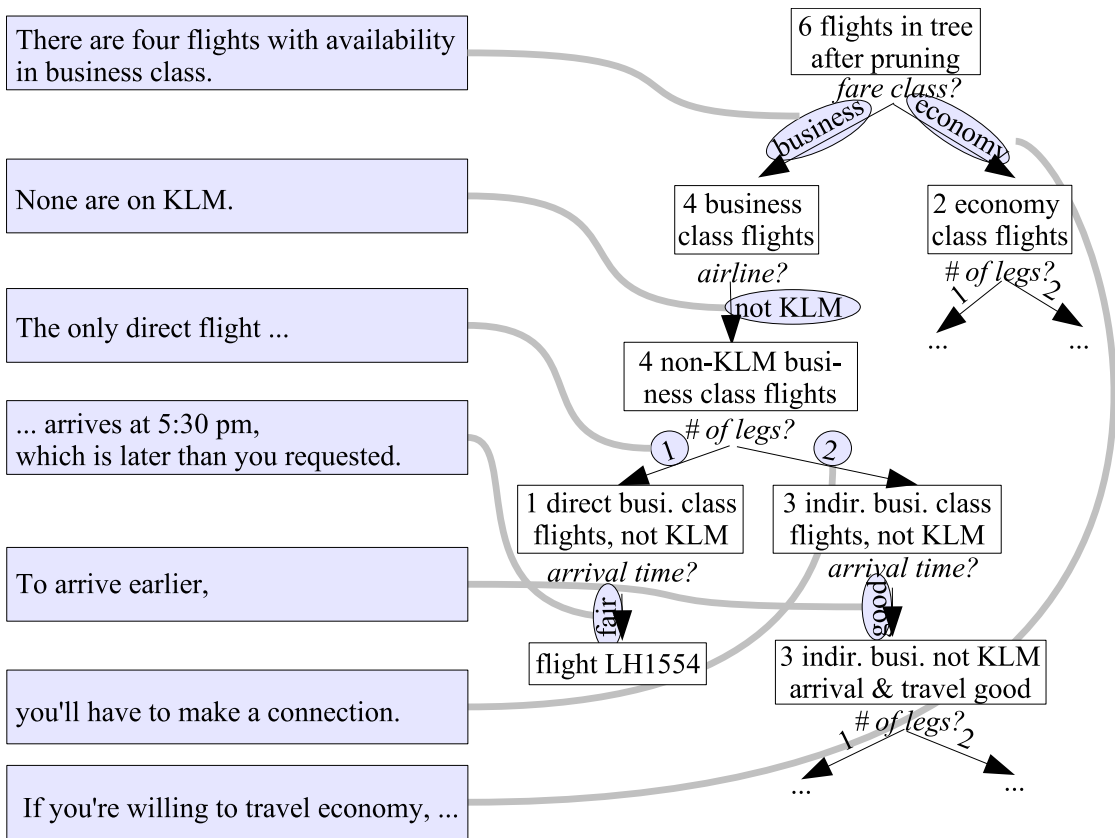 There are four flights with availability
in business class.
None are on KLM.
The only direct flight ...
... arrives at 5:30 pm,
which is later than you requested.
To arrive earlier,
you'll have to make a connection.
If you're willing to travel economy, ...
6 flights in tree
after pruning
fare class?
business
economy
4 business
class flights
2 economy
class flights
airline?
# of legs?
1
2
not KLM
...
...
4 non-KLM busi-
ness class flights
# of legs?
1
2
1 direct busi. class
flights, not KLM
3 indir. busi. class
flights, not KLM
arrival time?
arrival time?
fair
good
flight LH1554
3 indir. busi. not KLM
arrival & travel good
# of legs?
1
2
...
...